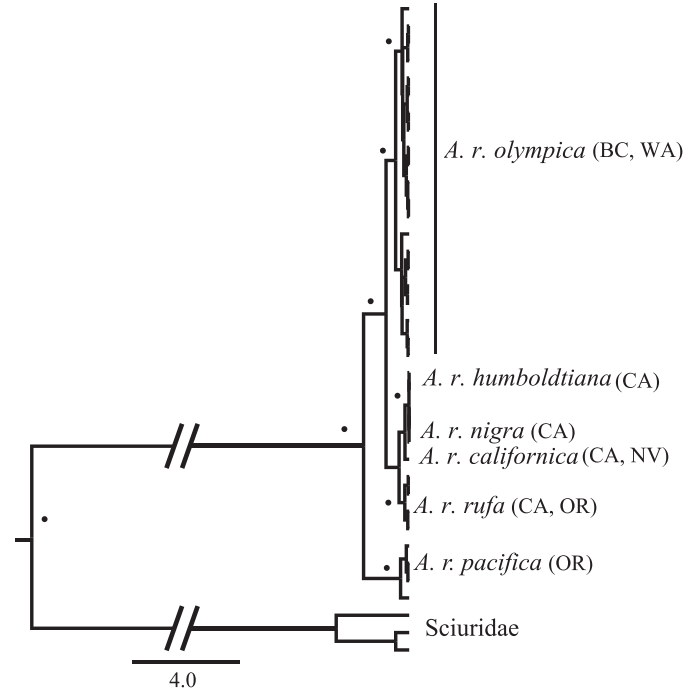 A. r. olympica (BC, WA)
A. r. humboldtiana (CA)
A. r. nigra (CA)
A. r. californica (CA, NV)
A. r. rufa (CA, OR)
A. r. pacifica (OR)
Sciuridae
4.0